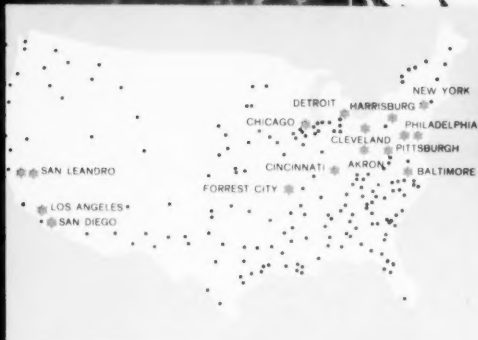 NEW YORK
DETROIT
HARRISBURG
CHICAGO
PHILADELPHIA
CLEVELAND
PITTSBURGH
CINCINNATI
AKRON
BALTIMORE
SAN LEANDRO
FORREST CITY
LOS ANGELES
SAN DIEGO